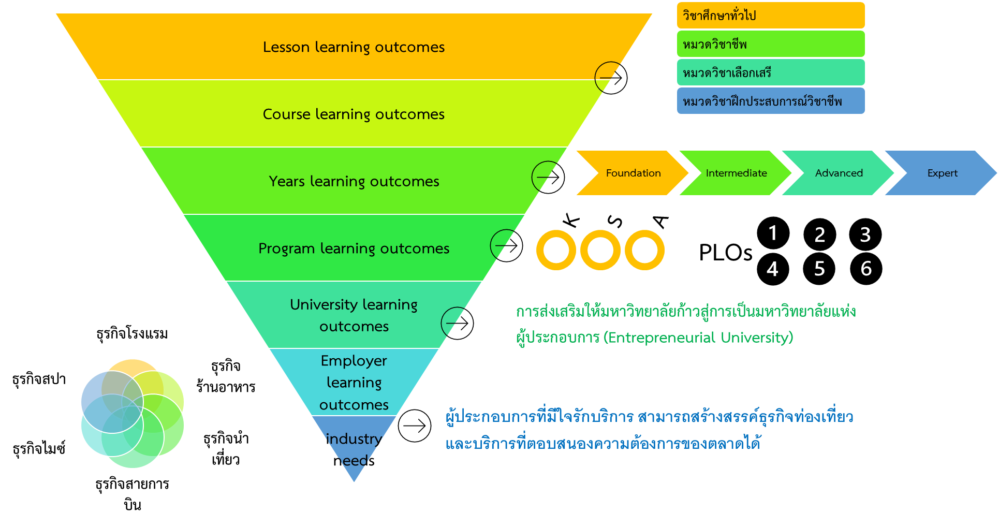 วิชาศึกษาทั่วไป
หมวดวิชาชีพ
หมวดวิชาเลือกเสรี
หมวดวิชาฝึกประสบการณ์วิชาชีพ
Lesson learning outcomes
Course learning outcomes
Years learning outcomes
Foundation
Intermediate
Advanced
Expert
Program learning outcomes
K S A
PLOs
1 2 3
4 5 6
University learning
outcomes
การส่งเสริมให้มหาวิทยาลัยก้าวสู่การเป็นมหาวิทยาลัยแห่ง
ผู้ประกอบการ (Entrepreneurial University)
Employer
learning
outcomes
industry
needs
ผู้ประกอบการที่มีใจรักบริการ สามารถสร้างสรรค์ธุรกิจท่องเที่ยว
และบริการที่ตอบสนองความต้องการของตลาดได้
ธุรกิจโรงแรม
ธุรกิจ
ร้านอาหาร
ธุรกิจนำ
เที่ยว
ธุรกิจสายการ
บิน
ธุรกิจไมซ์
ธุรกิจสปา